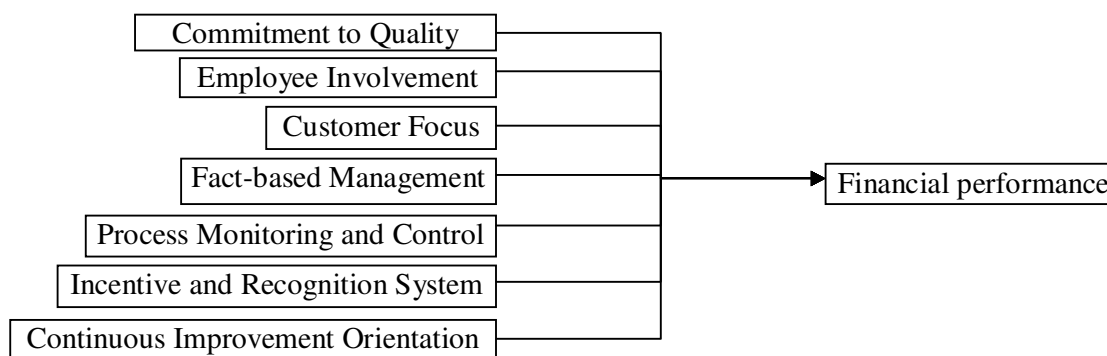 Commitment to Quality
Employee Involvement
Customer Focus
Fact-based Management
Financial performance
Process Monitoring and Control
Incentive and Recognition System
Continuous Improvement Orientation